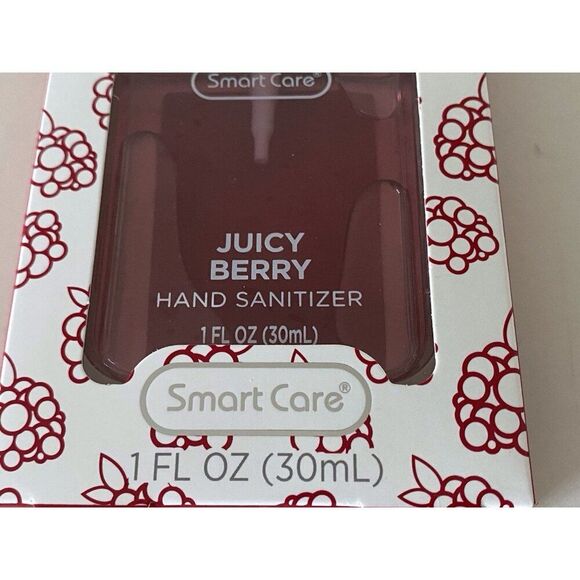 Smart Care®
JUICY
BERRY
HAND SANITIZER
1 FL OZ (30mL)
Smart Care®
1 FL OZ (30mL)